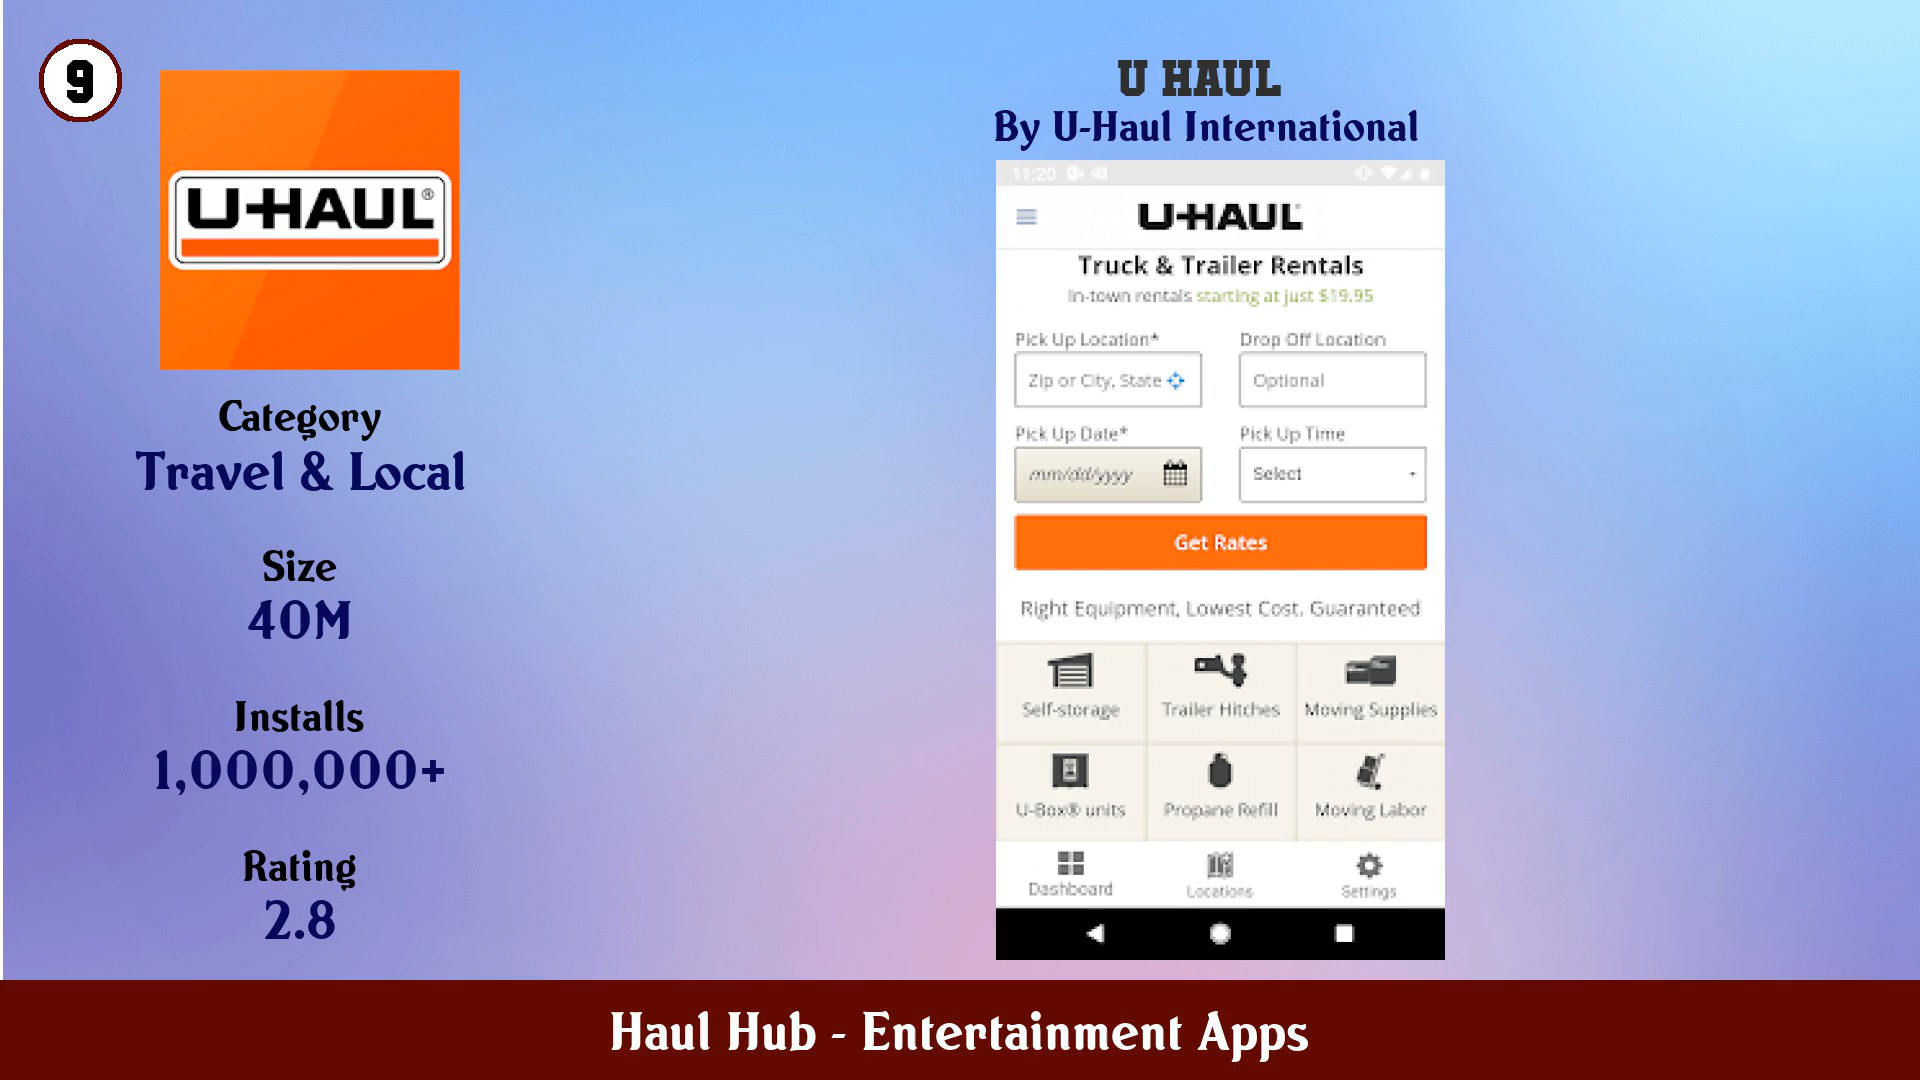 9
U-HAUL®
Category
Travel & Local
Size
40M
Installs
1,000,000+
Rating
2.8
U HAUL
By U-Haul International
11:20
U-HAUL
Truck & Trailer Rentals
In-town rentals starting at just $19.95
Pick Up Location* Drop Off Location
Zip or City, State Optional
Pick Up Date* Pick Up Time
mm/dd/yyyy Select
Get Rates
Right Equipment, Lowest Cost, Guaranteed
Self-storage Trailer Hitches Moving Supplies
U-Box® units Propane Refill Moving Labor
Dashboard Locations Settings
Haul Hub - Entertainment Apps